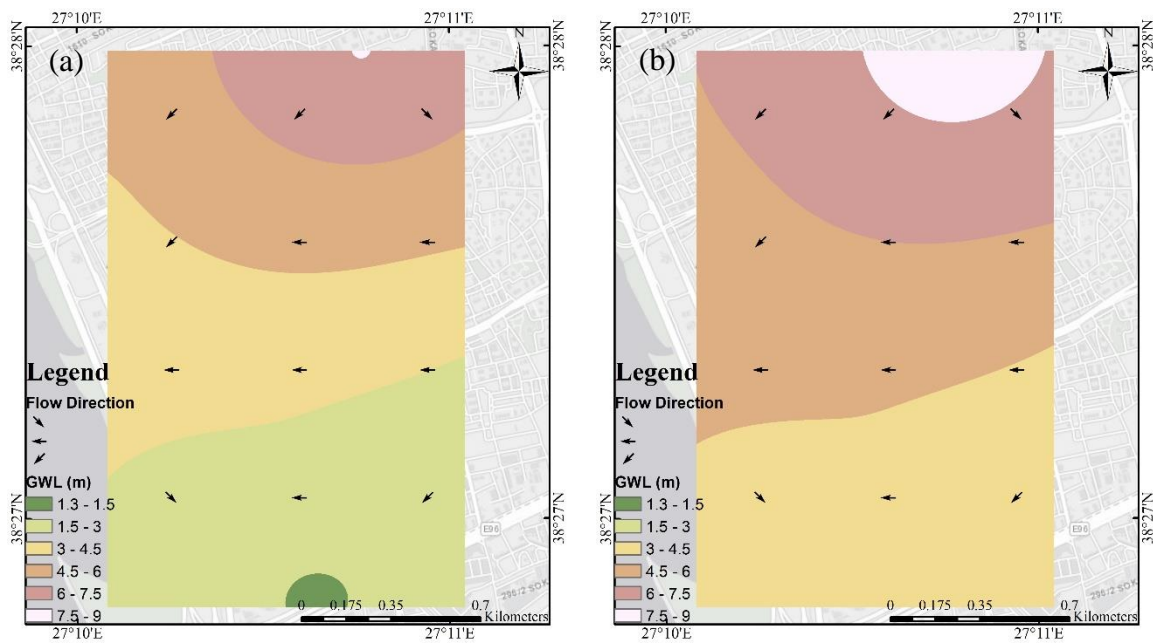 27°10'E
27°11'E
38°28'N
38°28'N
(a)
N
Legend
Flow Direction
GWL (m)
1.3 - 1.5
1.5 - 3
3 - 4.5
4.5 - 6
6 - 7.5
7.5 - 9
38°27'N
38°27'N
E96
0 0.175 0.35 0.7
Kilometers
27°10'E
27°11'E
27°10'E
27°11'E
38°28'N
(b)
N
Legend
Flow Direction
GWL (m)
1.3 - 1.5
1.5 - 3
3 - 4.5
4.5 - 6
6 - 7.5
7.5 - 9
38°27'N
E96
0 0.175 0.35 0.7
Kilometers
27°10'E
27°11'E